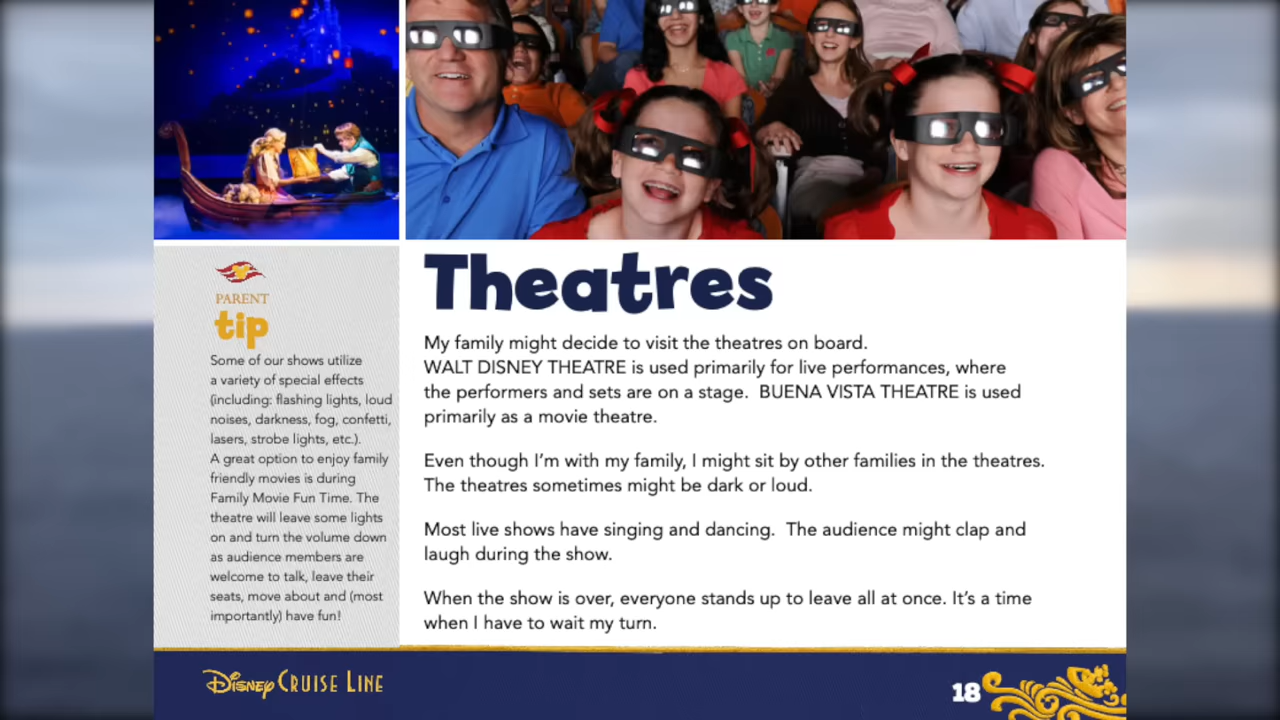 Theatres
My family might decide to visit the theatres on board.
WALT DISNEY THEATRE is used primarily for live performances, where
the performers and sets are on a stage.  BUENA VISTA THEATRE is used
primarily as a movie theatre.
Even though I’m with my family, I might sit by other families in the theatres.
The theatres sometimes might be dark or loud.
Most live shows have singing and dancing.  The audience might clap and
laugh during the show.
When the show is over, everyone stands up to leave all at once. It’s a time
when I have to wait my turn.
PARENT
tip
Some of our shows utilize
a variety of special effects
(including: flashing lights, loud
noises, darkness, fog, confetti,
lasers, strobe lights, etc.).
A great option to enjoy family
friendly movies is during
Family Movie Fun Time. The
theatre will leave some lights
on and turn the volume down
as audience members are
welcome to talk, leave their
seats, move about and (most
importantly) have fun!
Disney CRUISE LINE
18